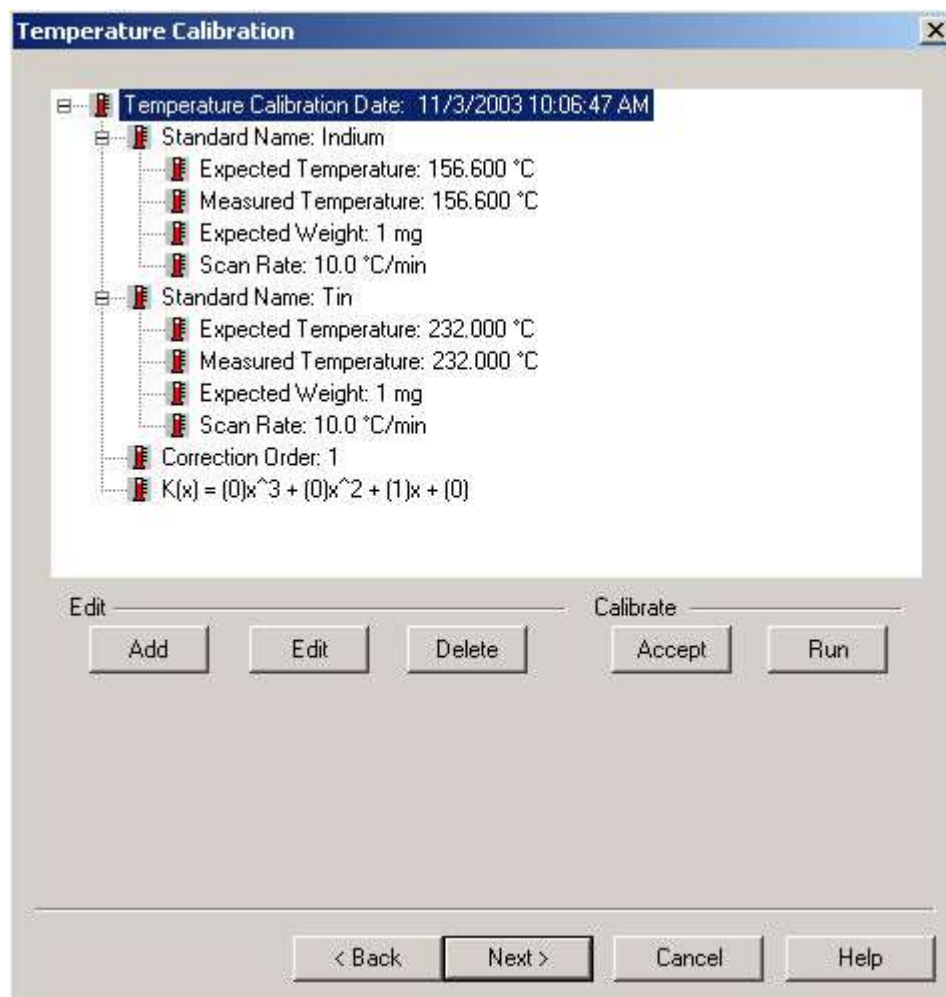 Temperature Calibration
Temperature Calibration Date: 11/3/2003 10:06:47 AM
Standard Name: Indium
Expected Temperature: 156.600 °C
Measured Temperature: 156.600 °C
Expected Weight: 1 mg
Scan Rate: 10.0 °C/min
Standard Name: Tin
Expected Temperature: 232.000 °C
Measured Temperature: 232.000 °C
Expected Weight: 1 mg
Scan Rate: 10.0 °C/min
Correction Order: 1
K(x) = (0)x^3 + (0)x^2 + (1)x + (0)
Edit Calibrate
Add Edit Delete Accept Run
< Back Next > Cancel Help